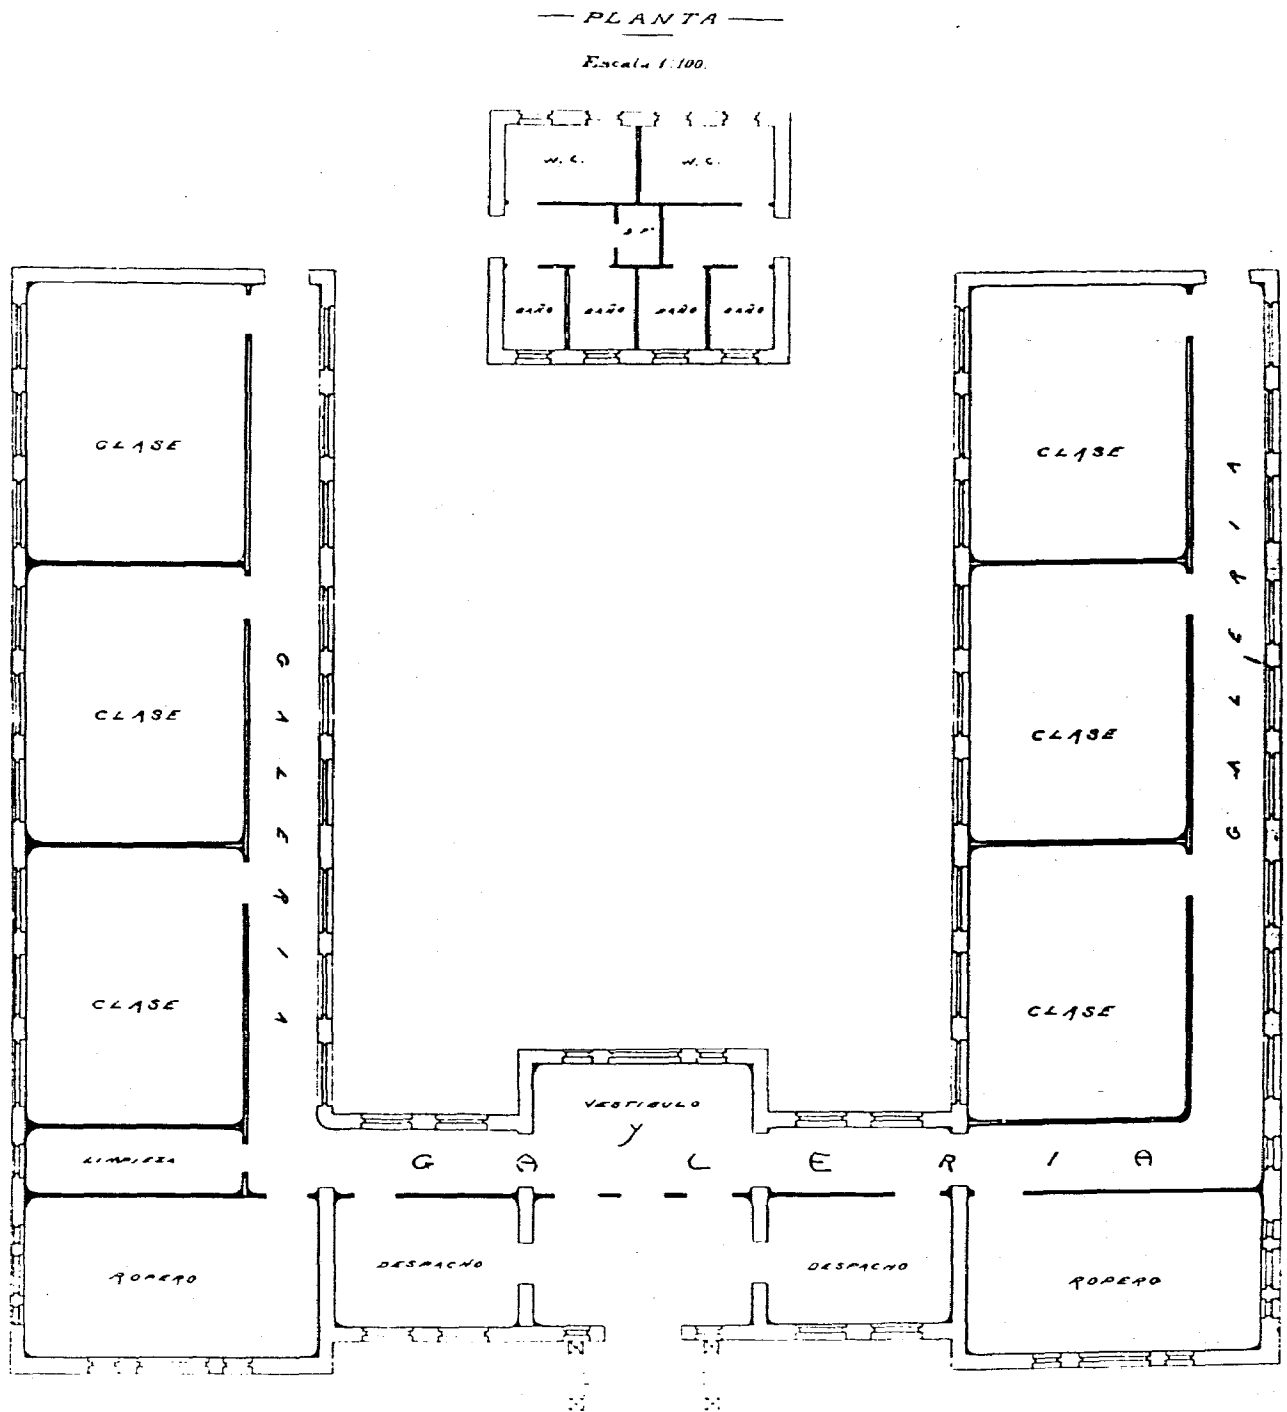 PLANTA
Escala 1:100.
W.C.
W.C.
BAÑO
BAÑO
BAÑO
BAÑO
CLASE
CLASE
CLASE
CLASE
CLASE
CLASE
GALERIA
GALERIA
VESTIBULO
Y
GALERIA
LIMPIEZA
ROPERO
DESPACHO
DESPACHO
ROPERO